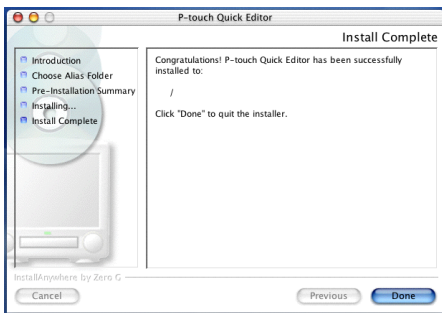 P-touch Quick Editor
Install Complete
Introduction
Choose Alias Folder
Pre-Installation Summary
Installing...
Install Complete
Congratulations! P-touch Quick Editor has been successfully
installed to:
/
Click "Done" to quit the installer.
InstallAnywhere by Zero G
Cancel
Previous
Done